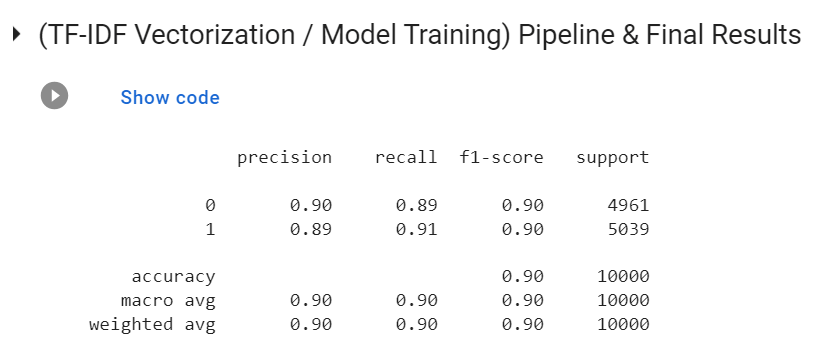 (TF-IDF Vectorization / Model Training) Pipeline & Final Results
Show code
precision recall f1-score support
0 0.90 0.89 0.90 4961
1 0.89 0.91 0.90 5039
accuracy 0.90 10000
macro avg 0.90 0.90 0.90 10000
weighted avg 0.90 0.90 0.90 10000